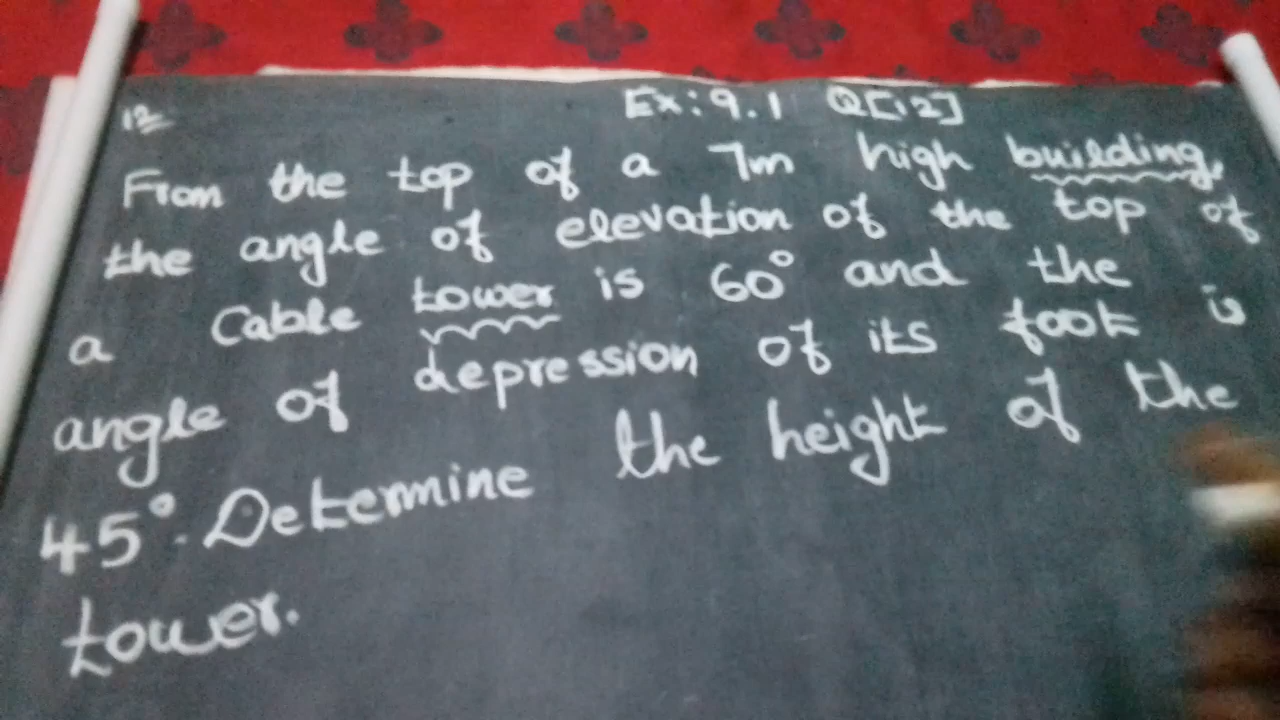 12
Ex: 9.1 Q[12]
From the top of a 7m high building,
the angle of elevation of the top of
a Cable tower is 60° and the
angle of depression of its foot is
45°. Determine the height of the
tower.